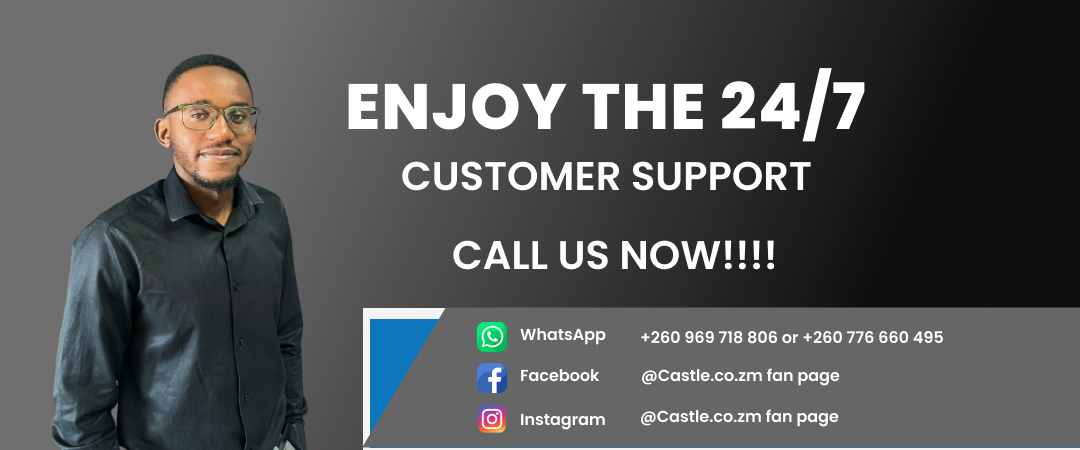 ENJOY THE 24/7
CUSTOMER SUPPORT
CALL US NOW!!!!
WhatsApp +260 969 718 806 or +260 776 660 495
Facebook @Castle.co.zm fan page
Instagram @Castle.co.zm fan page